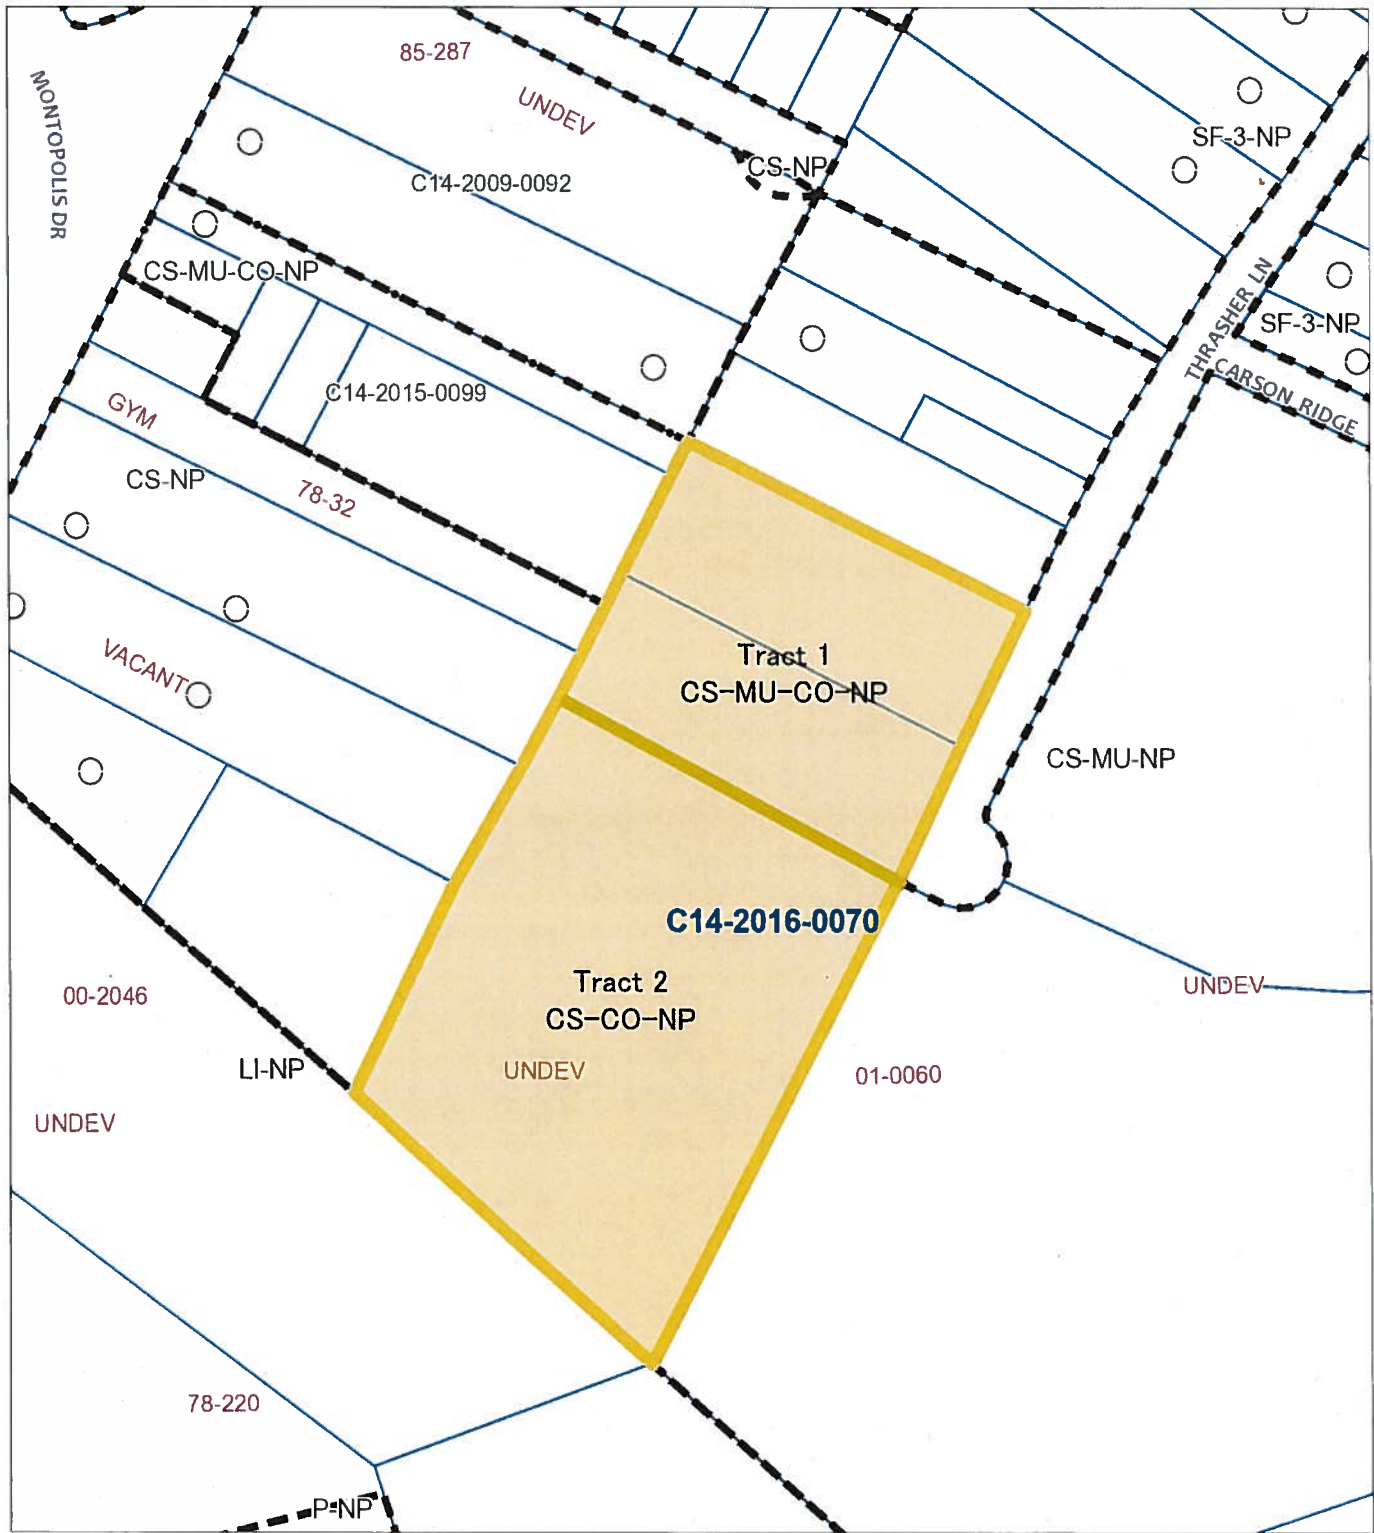 85-287
MONTOPOLIS DR
UNDEV
SF-3-NP
CS-NP
C14-2009-0092
CS-MU-CO-NP
THRASHER LN
SF-3-NP
CARSON RIDGE
C14-2015-0099
GYM
CS-NP
78-32
Tract 1
CS-MU-CO-NP
VACANT
CS-MU-NP
C14-2016-0070
Tract 2
CS-CO-NP
UNDEV
00-2046
LI-NP
UNDEV
01-0060
UNDEV
78-220
P-NP